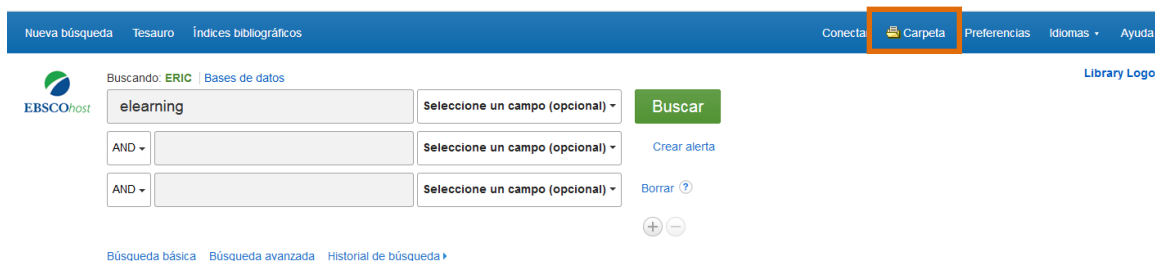 Nueva búsqueda Tesauro Índices bibliográficos Conecta Carpeta Preferencias Idiomas Ayuda
Library Logo
Buscando: ERIC | Bases de datos
EBSCOhost
elearning Seleccione un campo (opcional) Buscar
AND Seleccione un campo (opcional) Crear alerta
AND Seleccione un campo (opcional) Borrar ?
Búsqueda básica Búsqueda avanzada Historial de búsqueda